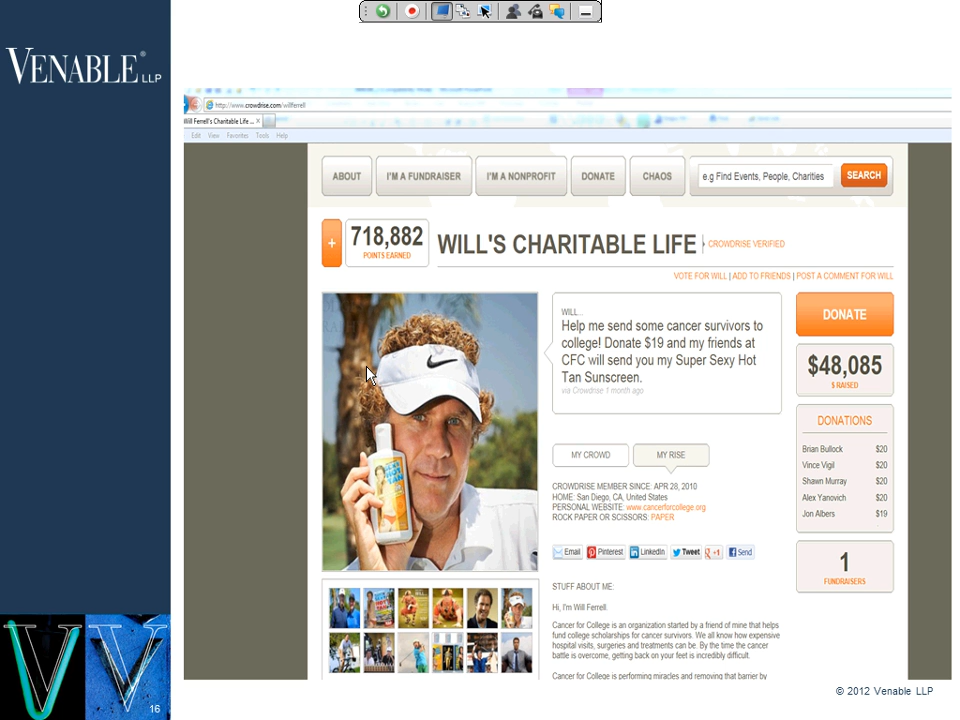 VENABLE® LLP
http://www.crowdrise.com/willferrell
Will Ferrell's Charitable Life ... ×
Edit View Favorites Tools Help
ABOUT
I'M A FUNDRAISER
I'M A NONPROFIT
DONATE
CHAOS
e.g Find Events, People, Charities
SEARCH
+
718,882
POINTS EARNED
WILL'S CHARITABLE LIFE
CROWDRISE VERIFIED
VOTE FOR WILL | ADD TO FRIENDS | POST A COMMENT FOR WILL
WILL...
Help me send some cancer survivors to
college! Donate $19 and my friends at
CFC will send you my Super Sexy Hot
Tan Sunscreen.
via Crowdrise 1 month ago
DONATE
$48,085
$ RAISED
DONATIONS
Brian Bullock $20
Vince Vigil $20
Shawn Murray $20
Alex Yanovich $20
Jon Albers $19
1
FUNDRAISERS
MY CROWD
MY RISE
CROWDRISE MEMBER SINCE: APR 28, 2010
HOME: San Diego, CA, United States
PERSONAL WEBSITE: www.cancerforcollege.org
ROCK PAPER OR SCISSORS: PAPER
Email
Pinterest
LinkedIn
Tweet
+1
Send
STUFF ABOUT ME:
Hi, I'm Will Ferrell.
Cancer for College is an organization started by a friend of mine that helps
fund college scholarships for cancer survivors. We all know how expensive
hospital visits, surgeries and treatments can be. By the time the cancer
battle is overcome, getting back on your feet is incredibly difficult.
Cancer for College is performing miracles and removing that barrier by
HOT
TAN
16
© 2012 Venable LLP